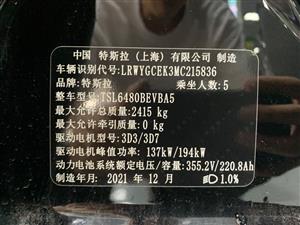 中国 特斯拉 (上海) 有限公司 制造
车辆识别代号:LRWYGCEK3MC215836
品牌:特斯拉 乘坐人数:5
整车型号:TSL6480BEVBA5
最大允许总质量:2415 kg
最大允许牵引质量:0 kg
驱动电机型号:3D3/3D7
驱动电机峰值功率:137kW/194kW
动力电池系统额定电压/容量:355.2V/220.8Ah
制造年月:2021 年 12 月 1.0%